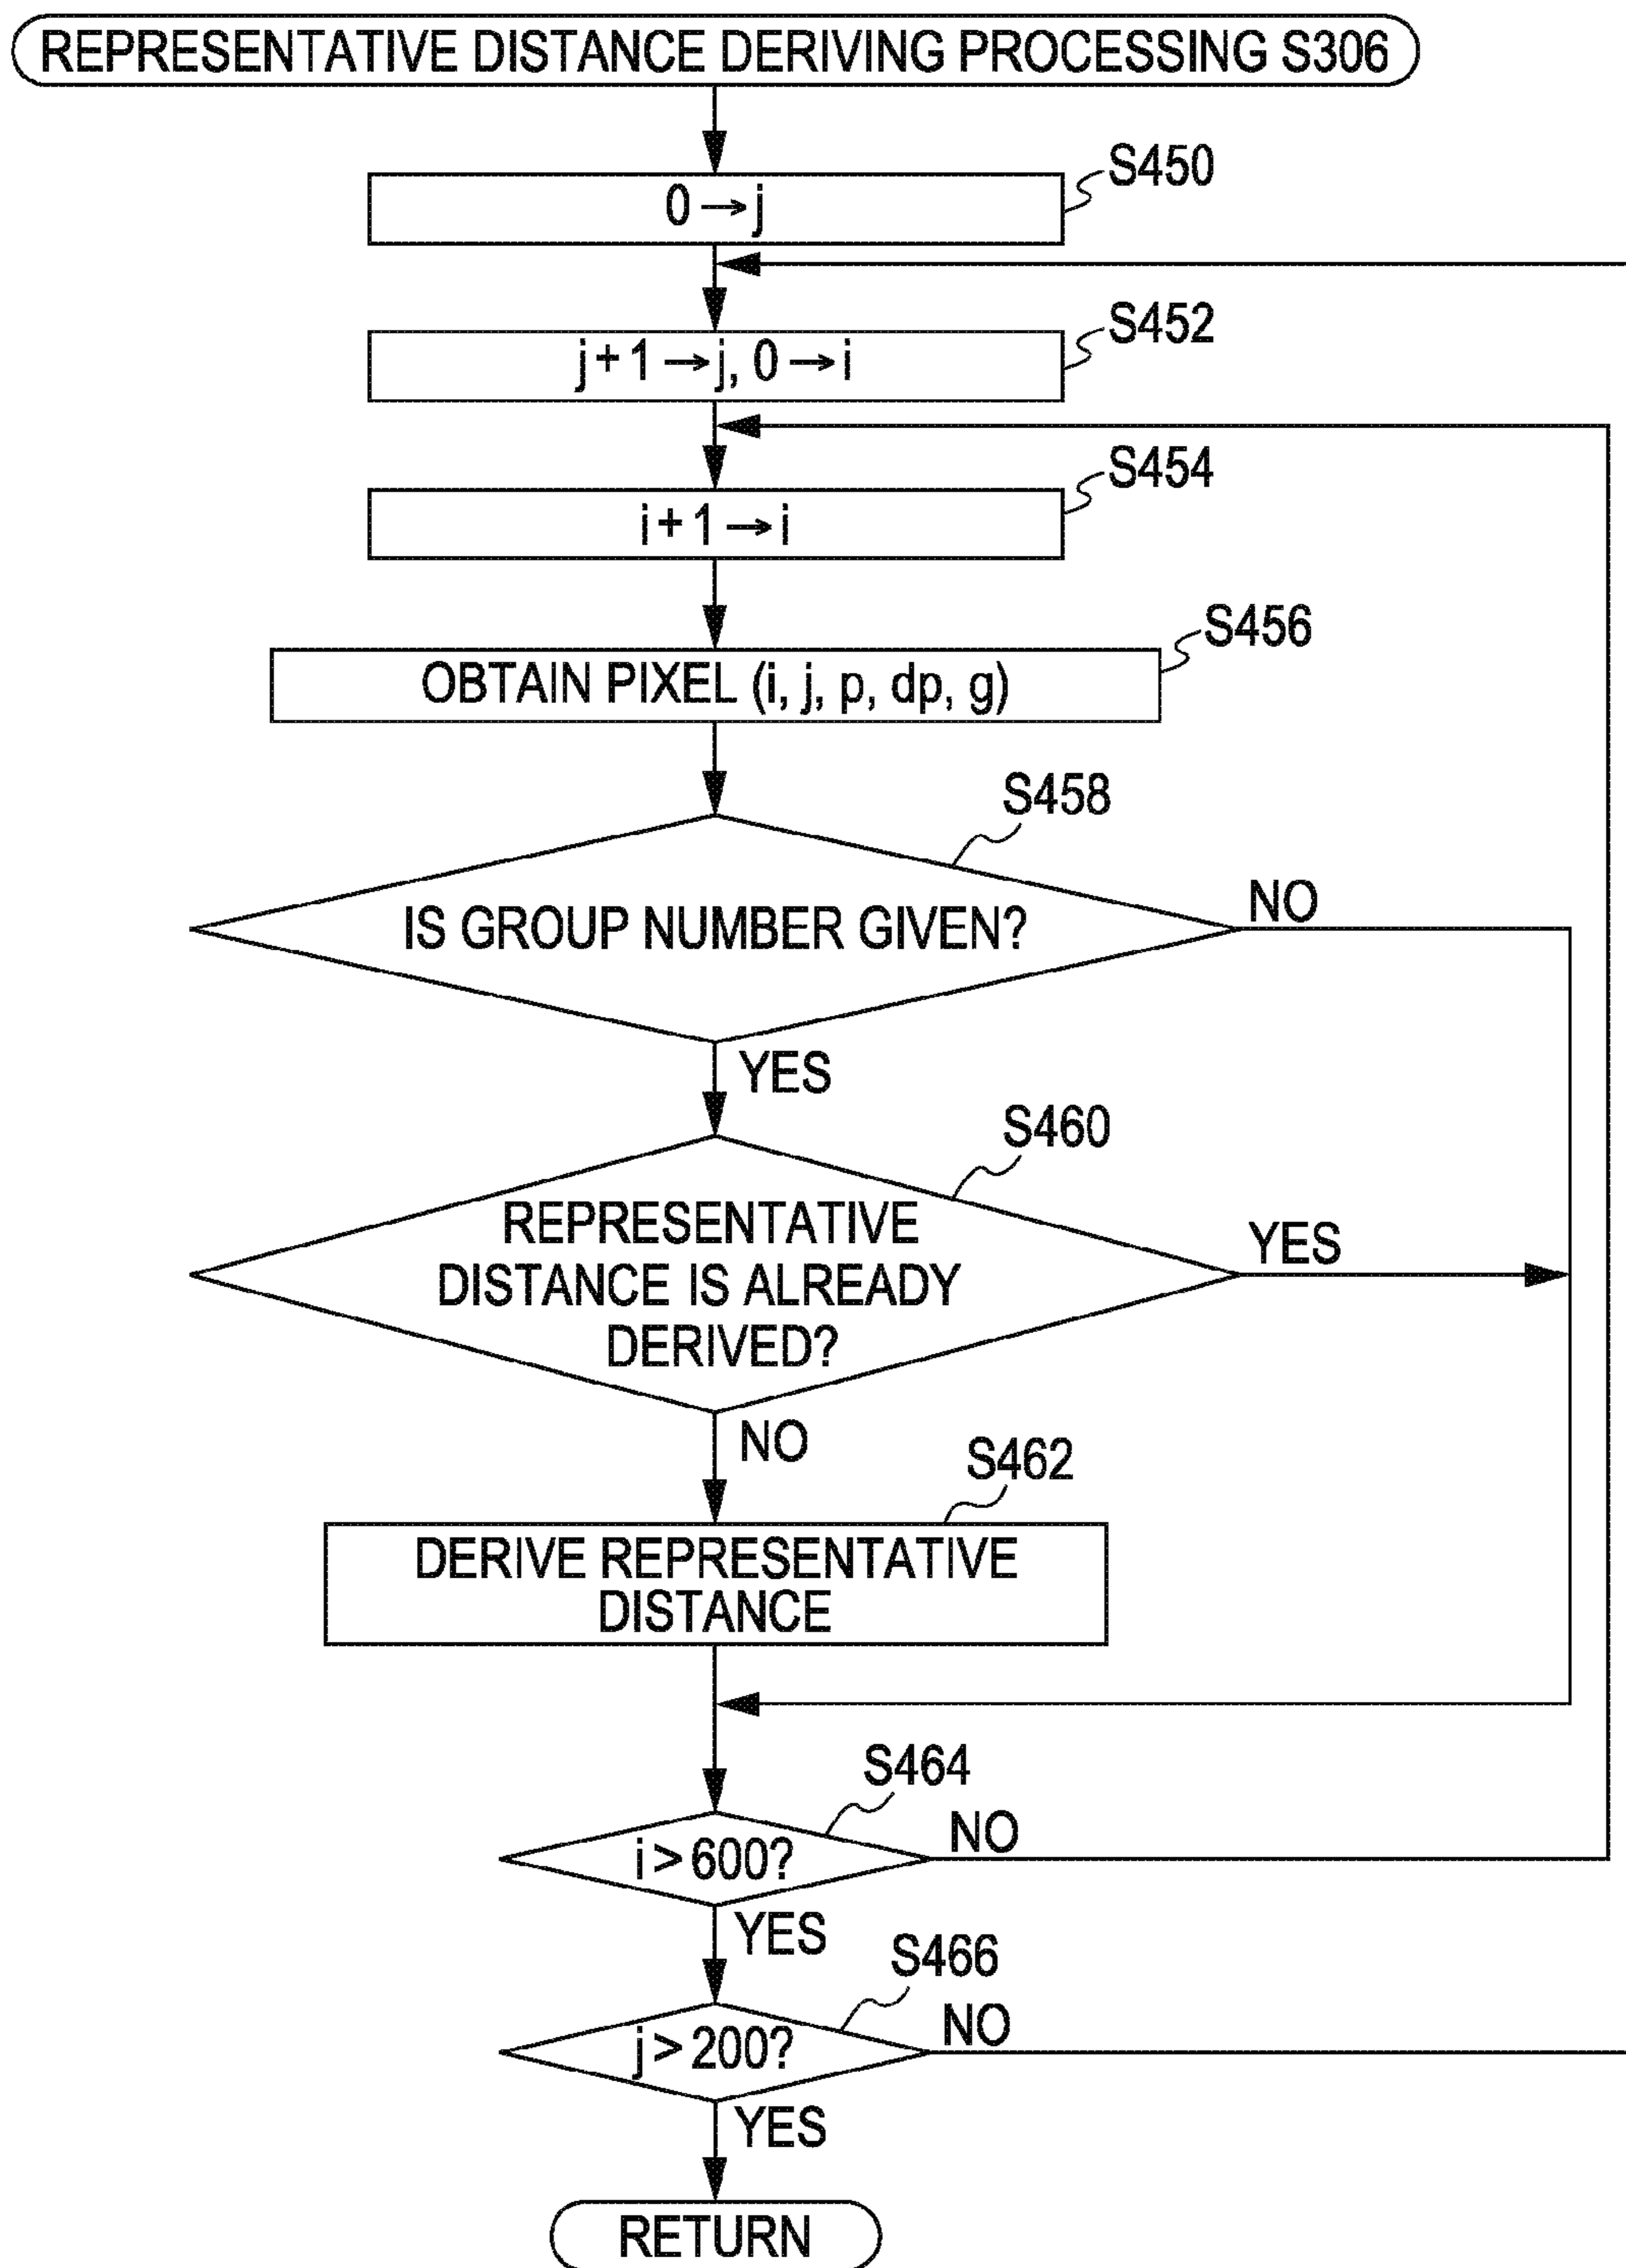 REPRESENTATIVE DISTANCE DERIVING PROCESSING S306
S450
0→j
S452
j+1→j, 0→i
S454
i+1→i
S456
OBTAIN PIXEL (i, j, p, dp, g)
S458
IS GROUP NUMBER GIVEN?
NO
YES
S460
REPRESENTATIVE
DISTANCE IS ALREADY
DERIVED?
YES
NO
S462
DERIVE REPRESENTATIVE
DISTANCE
S464
i > 600?
NO
YES
S466
j > 200?
NO
YES
RETURN